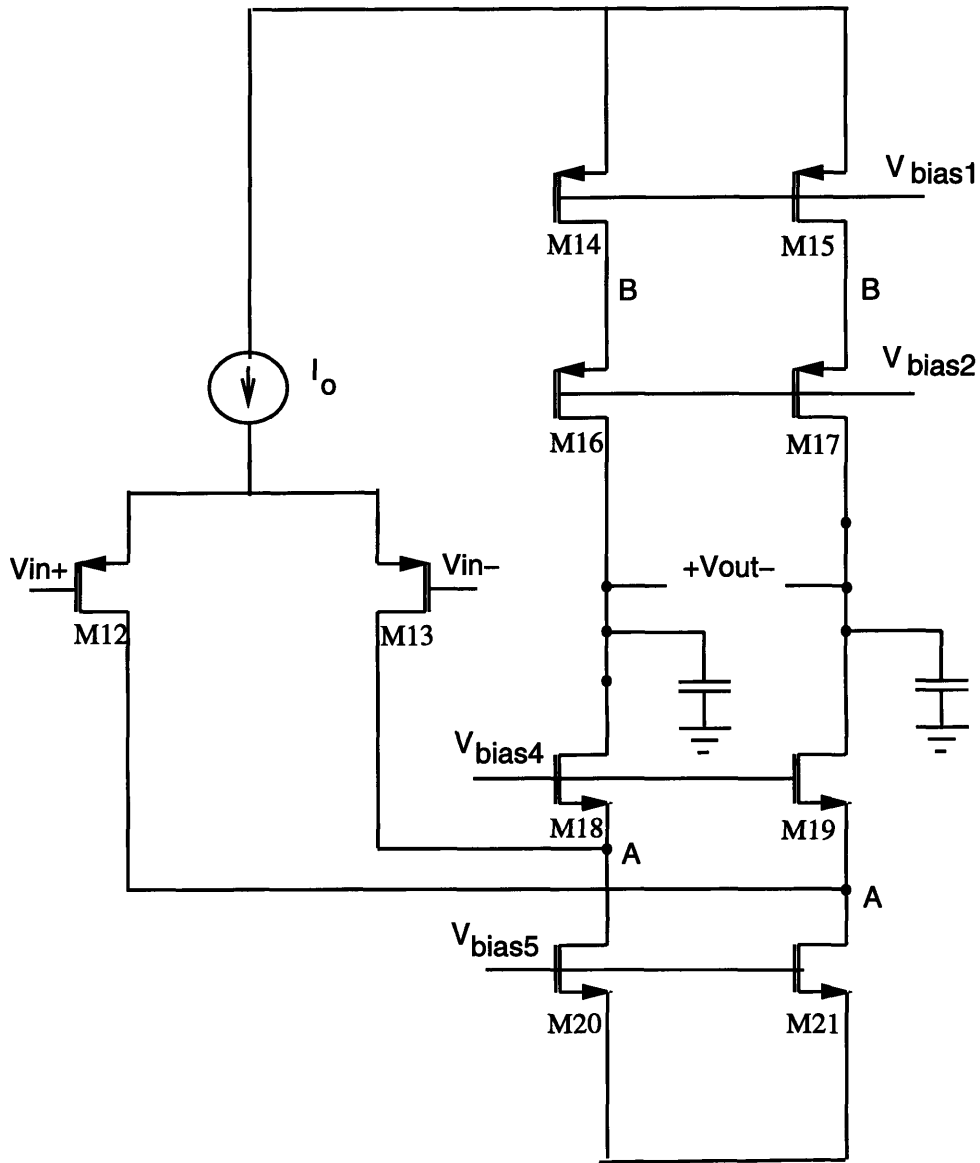 V bias1
M14
M15
B
B
V bias2
I o
M16
M17
Vin+
Vin–
+Vout–
M12
M13
V bias4
M18
M19
A
A
V bias5
M20
M21